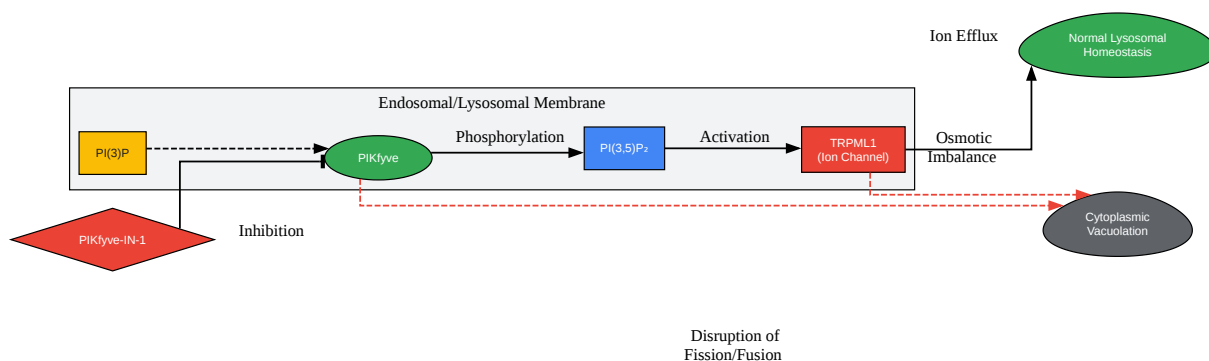 Ion Efflux
Normal Lysosomal
Homeostasis
Endosomal/Lysosomal Membrane
PI(3)P
PIKfyve
Phosphorylation
PI(3,5)P₂
Activation
TRPML1
(Ion Channel)
Osmotic
Imbalance
PIKfyve-IN-1
Inhibition
Cytoplasmic
Vacuolation
Disruption of
Fission/Fusion